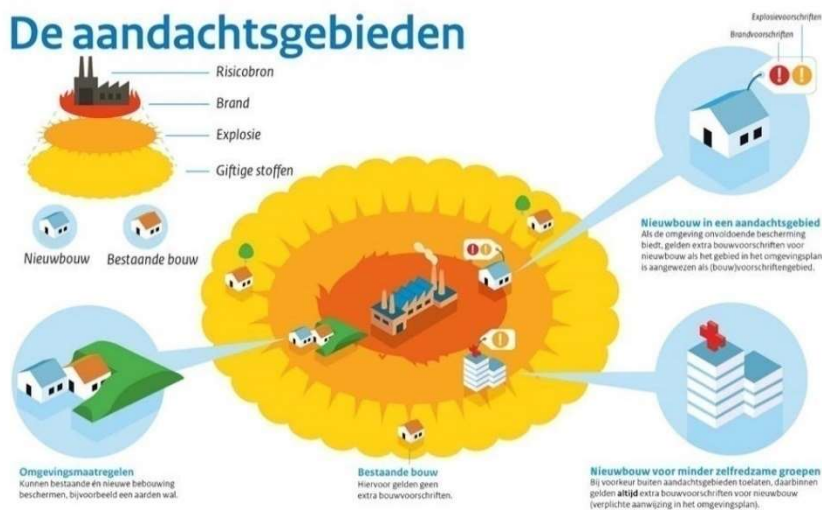 De aandachtsgebieden
Risicobron
Brand
Explosie
Giftige stoffen
Nieuwbouw
Bestaande bouw
Explosievoorschriften
Brandvoorschriften
Nieuwbouw in een aandachtsgebied
Als de omgeving onvoldoende bescherming
biedt, gelden extra bouwvoorschriften voor
nieuwbouw als het gebied in het omgevingsplan
is aangewezen als (bouw)voorschriftengebied.
Omgevingsmaatregelen
Kunnen bestaande én nieuwe bebouwing
beschermen, bijvoorbeeld een aarden wal.
Bestaande bouw
Hiervoor gelden geen
extra bouwvoorschriften.
Nieuwbouw voor minder zelfredzame groepen
Bij voorkeur buiten aandachtsgebieden toelaten, daarbinnen
gelden altijd extra bouwvoorschriften voor nieuwbouw
(verplichte aanwijzing in het omgevingsplan).